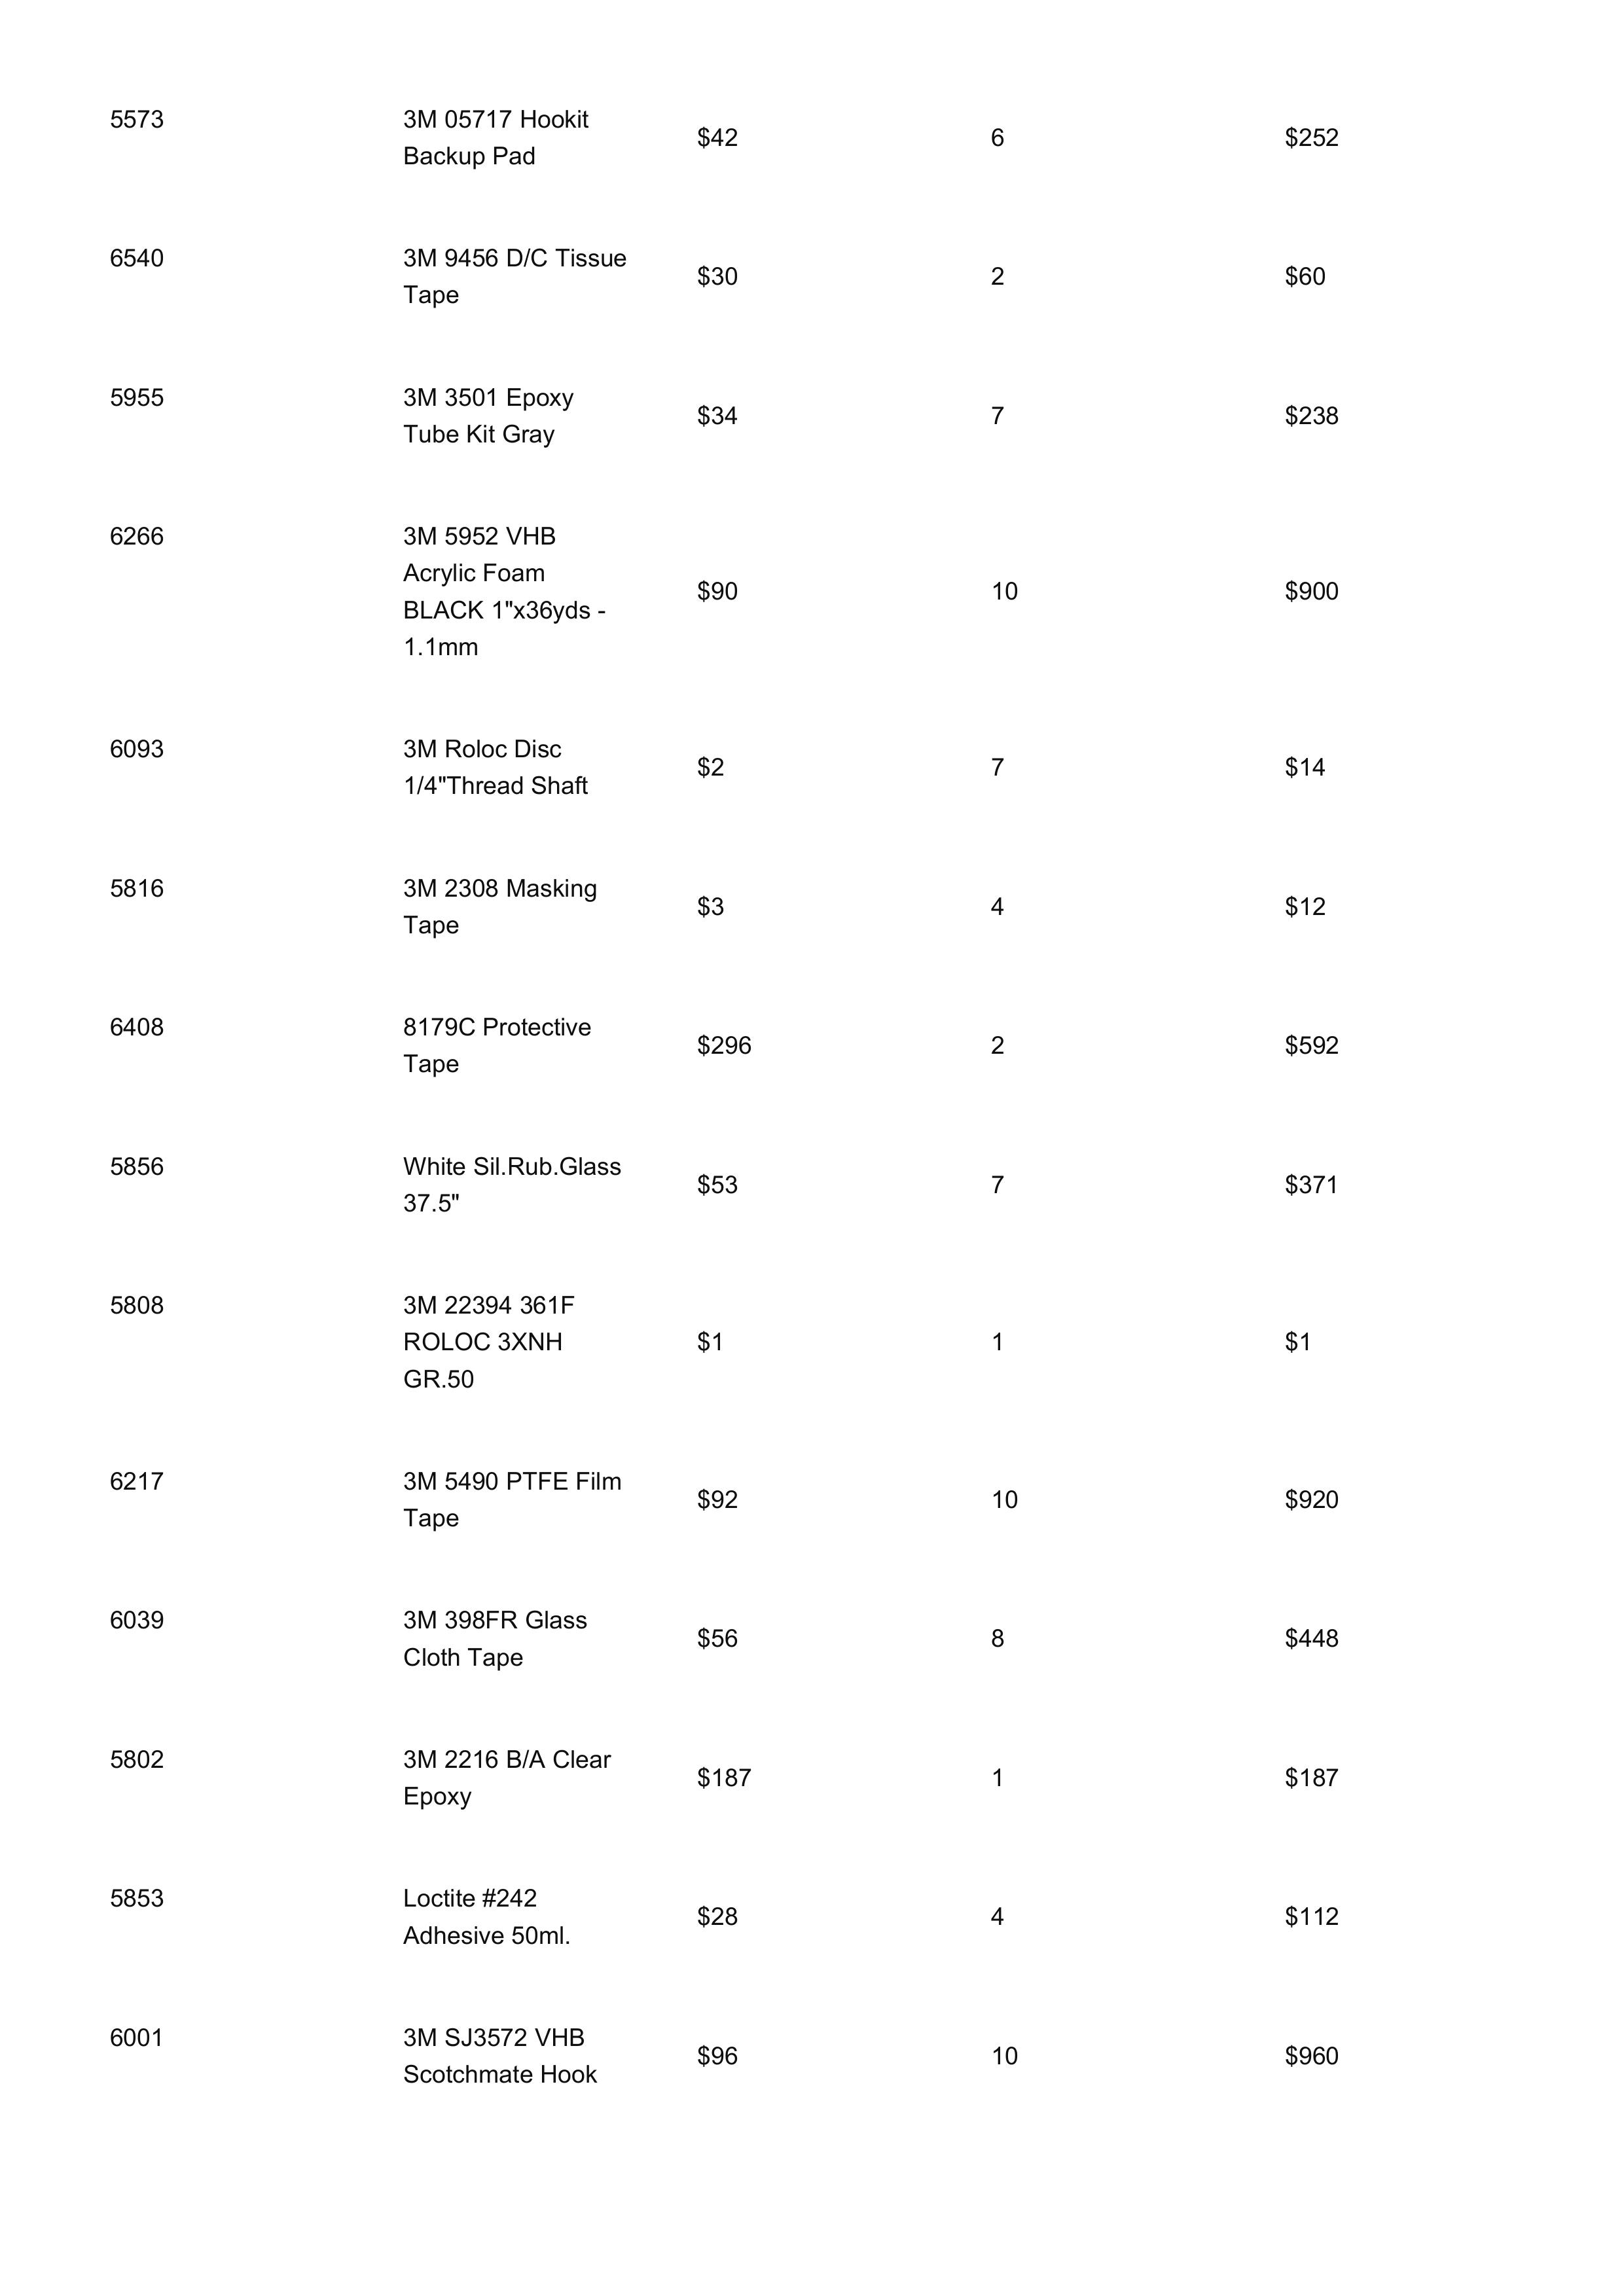 5573 3M 05717 Hookit $42 6 $252
Backup Pad
6540 3M 9456 D/C Tissue $30 2 $60
Tape
5955 3M 3501 Epoxy $34 7 $238
Tube Kit Gray
6266 3M 5952 VHB
Acrylic Foam $90 10 $900
BLACK 1"x36yds -
1.1mm
6093 3M Roloc Disc $2 7 $14
1/4"Thread Shaft
5816 3M 2308 Masking $3 4 $12
Tape
6408 8179C Protective $296 2 $592
Tape
5856 White Sil.Rub.Glass $53 7 $371
37.5"
5808 3M 22394 361F
ROLOC 3XNH $1 1 $1
GR.50
6217 3M 5490 PTFE Film $92 10 $920
Tape
6039 3M 398FR Glass $56 8 $448
Cloth Tape
5802 3M 2216 B/A Clear $187 1 $187
Epoxy
5853 Loctite #242 $28 4 $112
Adhesive 50ml.
6001 3M SJ3572 VHB $96 10 $960
Scotchmate Hook